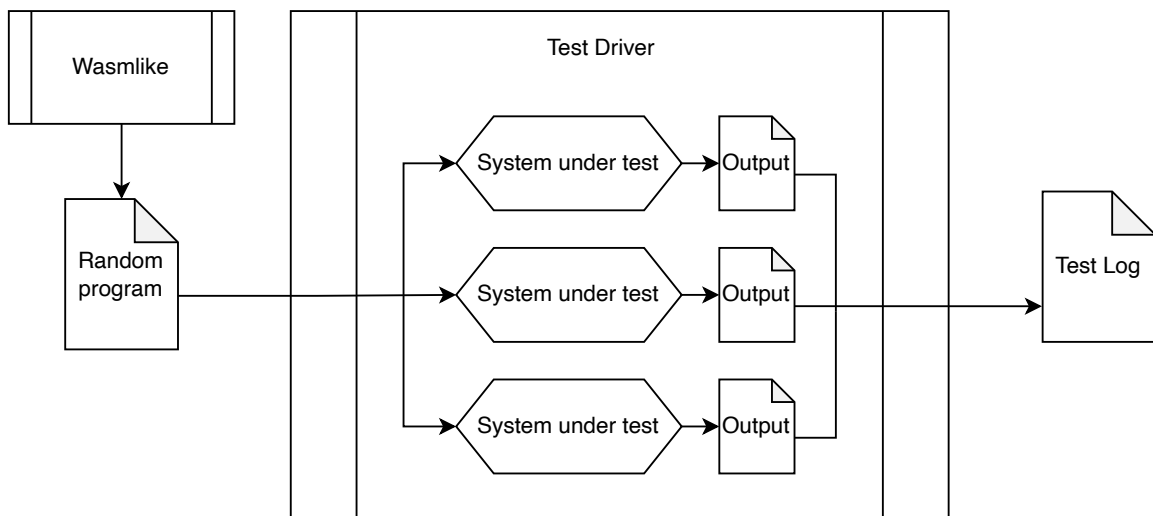 Wasmlike
Test Driver
System under test
Output
Random
program
System under test
Output
Test Log
System under test
Output